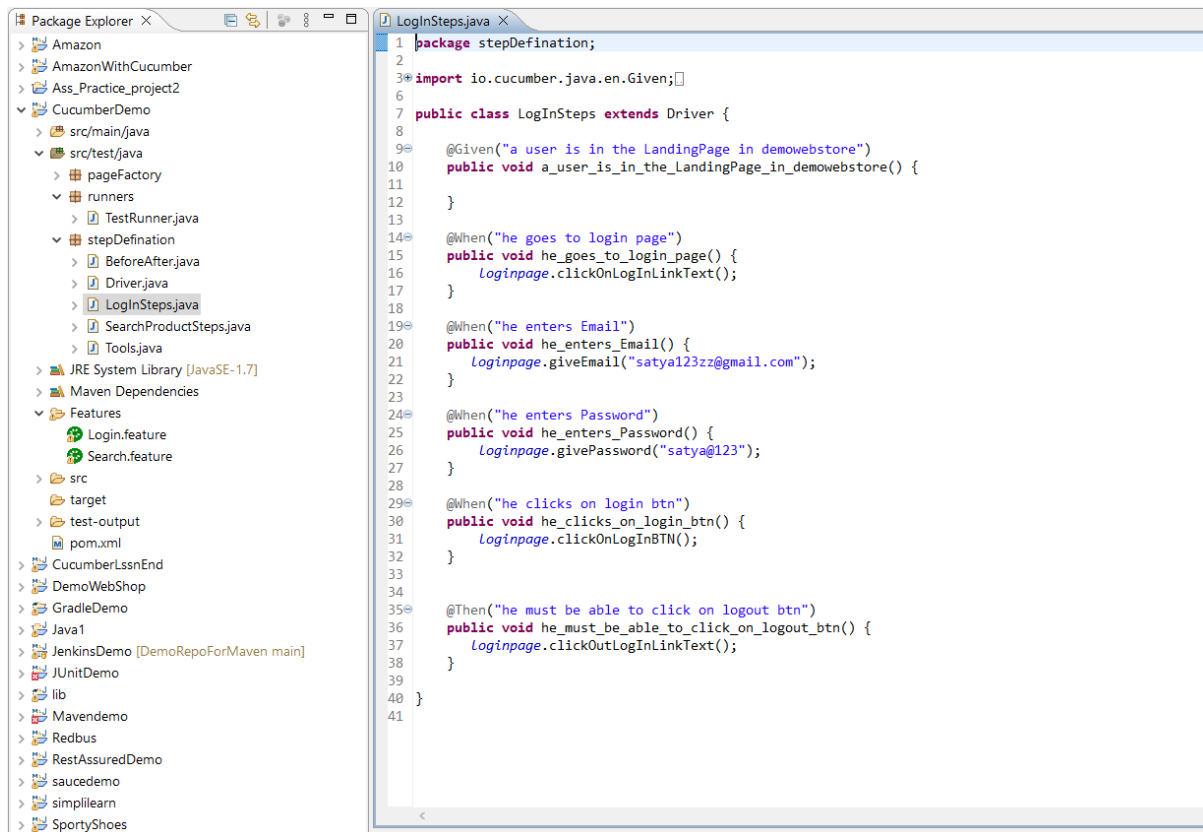 Package Explorer
Amazon
AmazonWithCucumber
Ass_Practice_project2
CucumberDemo
src/main/java
src/test/java
pageFactory
runners
TestRunner.java
stepDefination
BeforeAfter.java
Driver.java
LogInSteps.java
SearchProductSteps.java
Tools.java
JRE System Library [JavaSE-1.7]
Maven Dependencies
Features
Login.feature
Search.feature
src
target
test-output
pom.xml
CucumberLssnEnd
DemoWebShop
GradleDemo
Java1
JenkinsDemo [DemoRepoForMaven main]
JUnitDemo
lib
Mavendemo
Redbus
RestAssuredDemo
saucedemo
simplilearn
SportyShoes
LogInSteps.java
1 package stepDefination;
2
3 import io.cucumber.java.en.Given;
6
7 public class LogInSteps extends Driver {
8
9 @Given("a user is in the LandingPage in demowebstore")
10 public void a_user_is_in_the_LandingPage_in_demowebstore() {
11
12 }
13
14 @When("he goes to login page")
15 public void he_goes_to_login_page() {
16 loginpage.clickOnLogInLinkText();
17 }
18
19 @When("he enters Email")
20 public void he_enters_Email() {
21 loginpage.giveEmail("satya123zz@gmail.com");
22 }
23
24 @When("he enters Password")
25 public void he_enters_Password() {
26 loginpage.givePassword("satya@123");
27 }
28
29 @When("he clicks on login btn")
30 public void he_clicks_on_login_btn() {
31 loginpage.clickOnLogInBTN();
32 }
33
34
35 @Then("he must be able to click on logout btn")
36 public void he_must_be_able_to_click_on_logout_btn() {
37 loginpage.clickOutLogInLinkText();
38 }
39
40 }
41